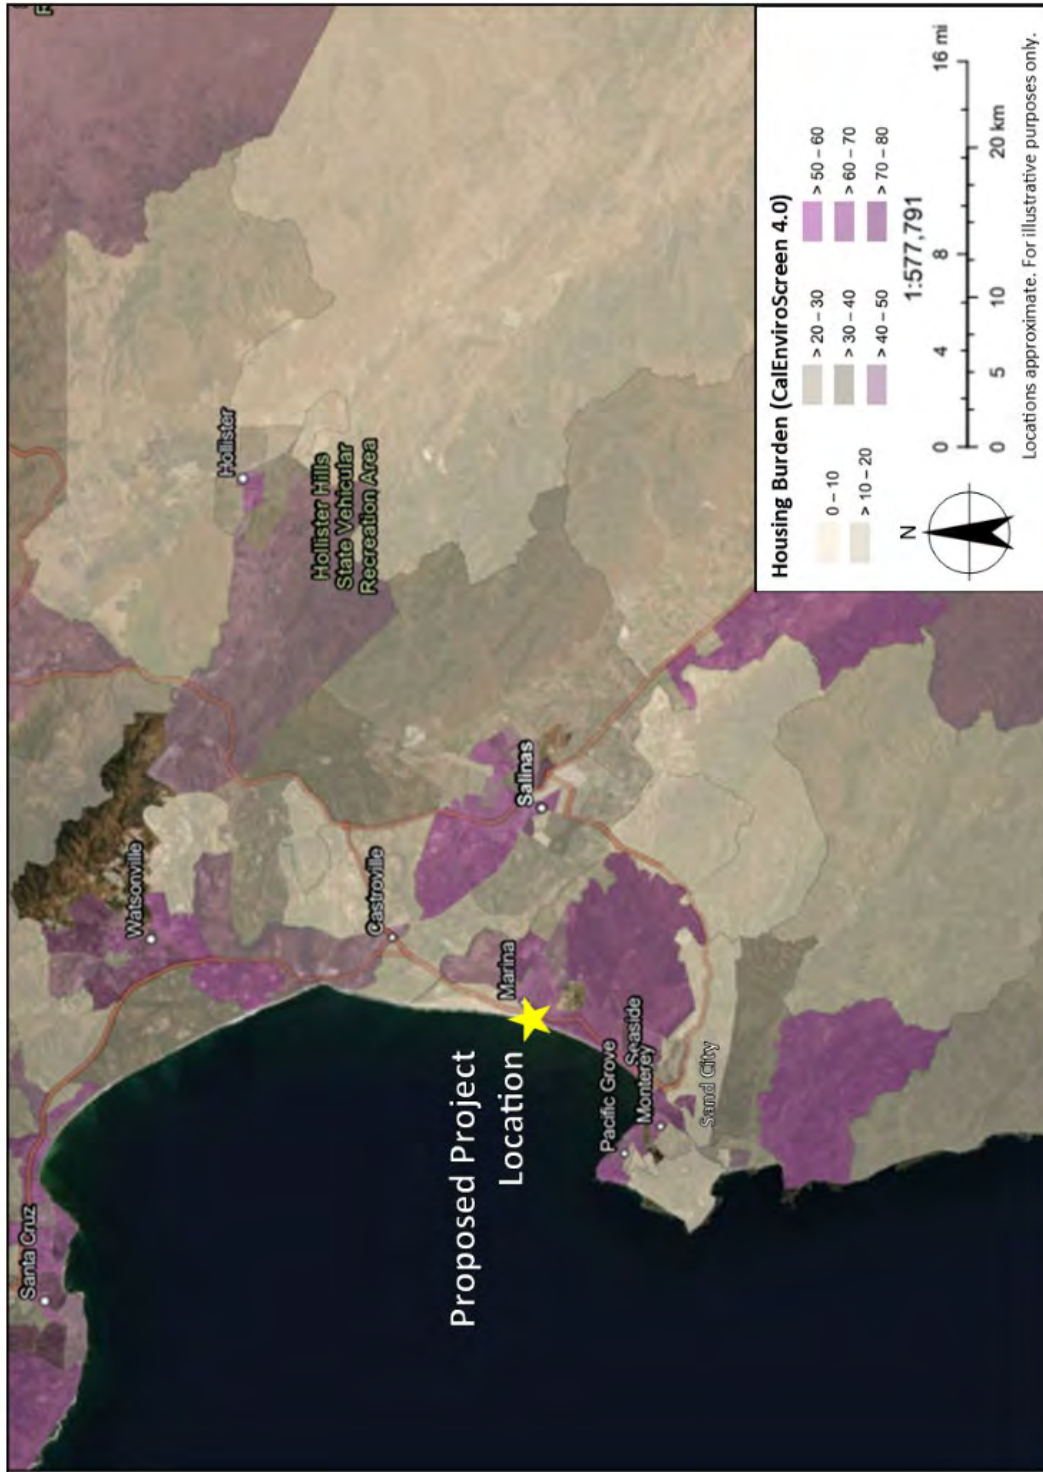 Santa Cruz
Watsonville
Hollister
Hollister Hills
State Vehicular
Recreation Area
Castroville
Salinas
Marina
Proposed Project
Location
Pacific Grove
Seaside
Monterey
Sand City
Housing Burden (CalEnviroScreen 4.0)
0 – 10
> 10 – 20
> 20 – 30
> 30 – 40
> 40 – 50
> 50 – 60
> 60 – 70
> 70 – 80
N
1:577,791
0 4 8 16 mi
0 5 10 20 km
Locations approximate. For illustrative purposes only.